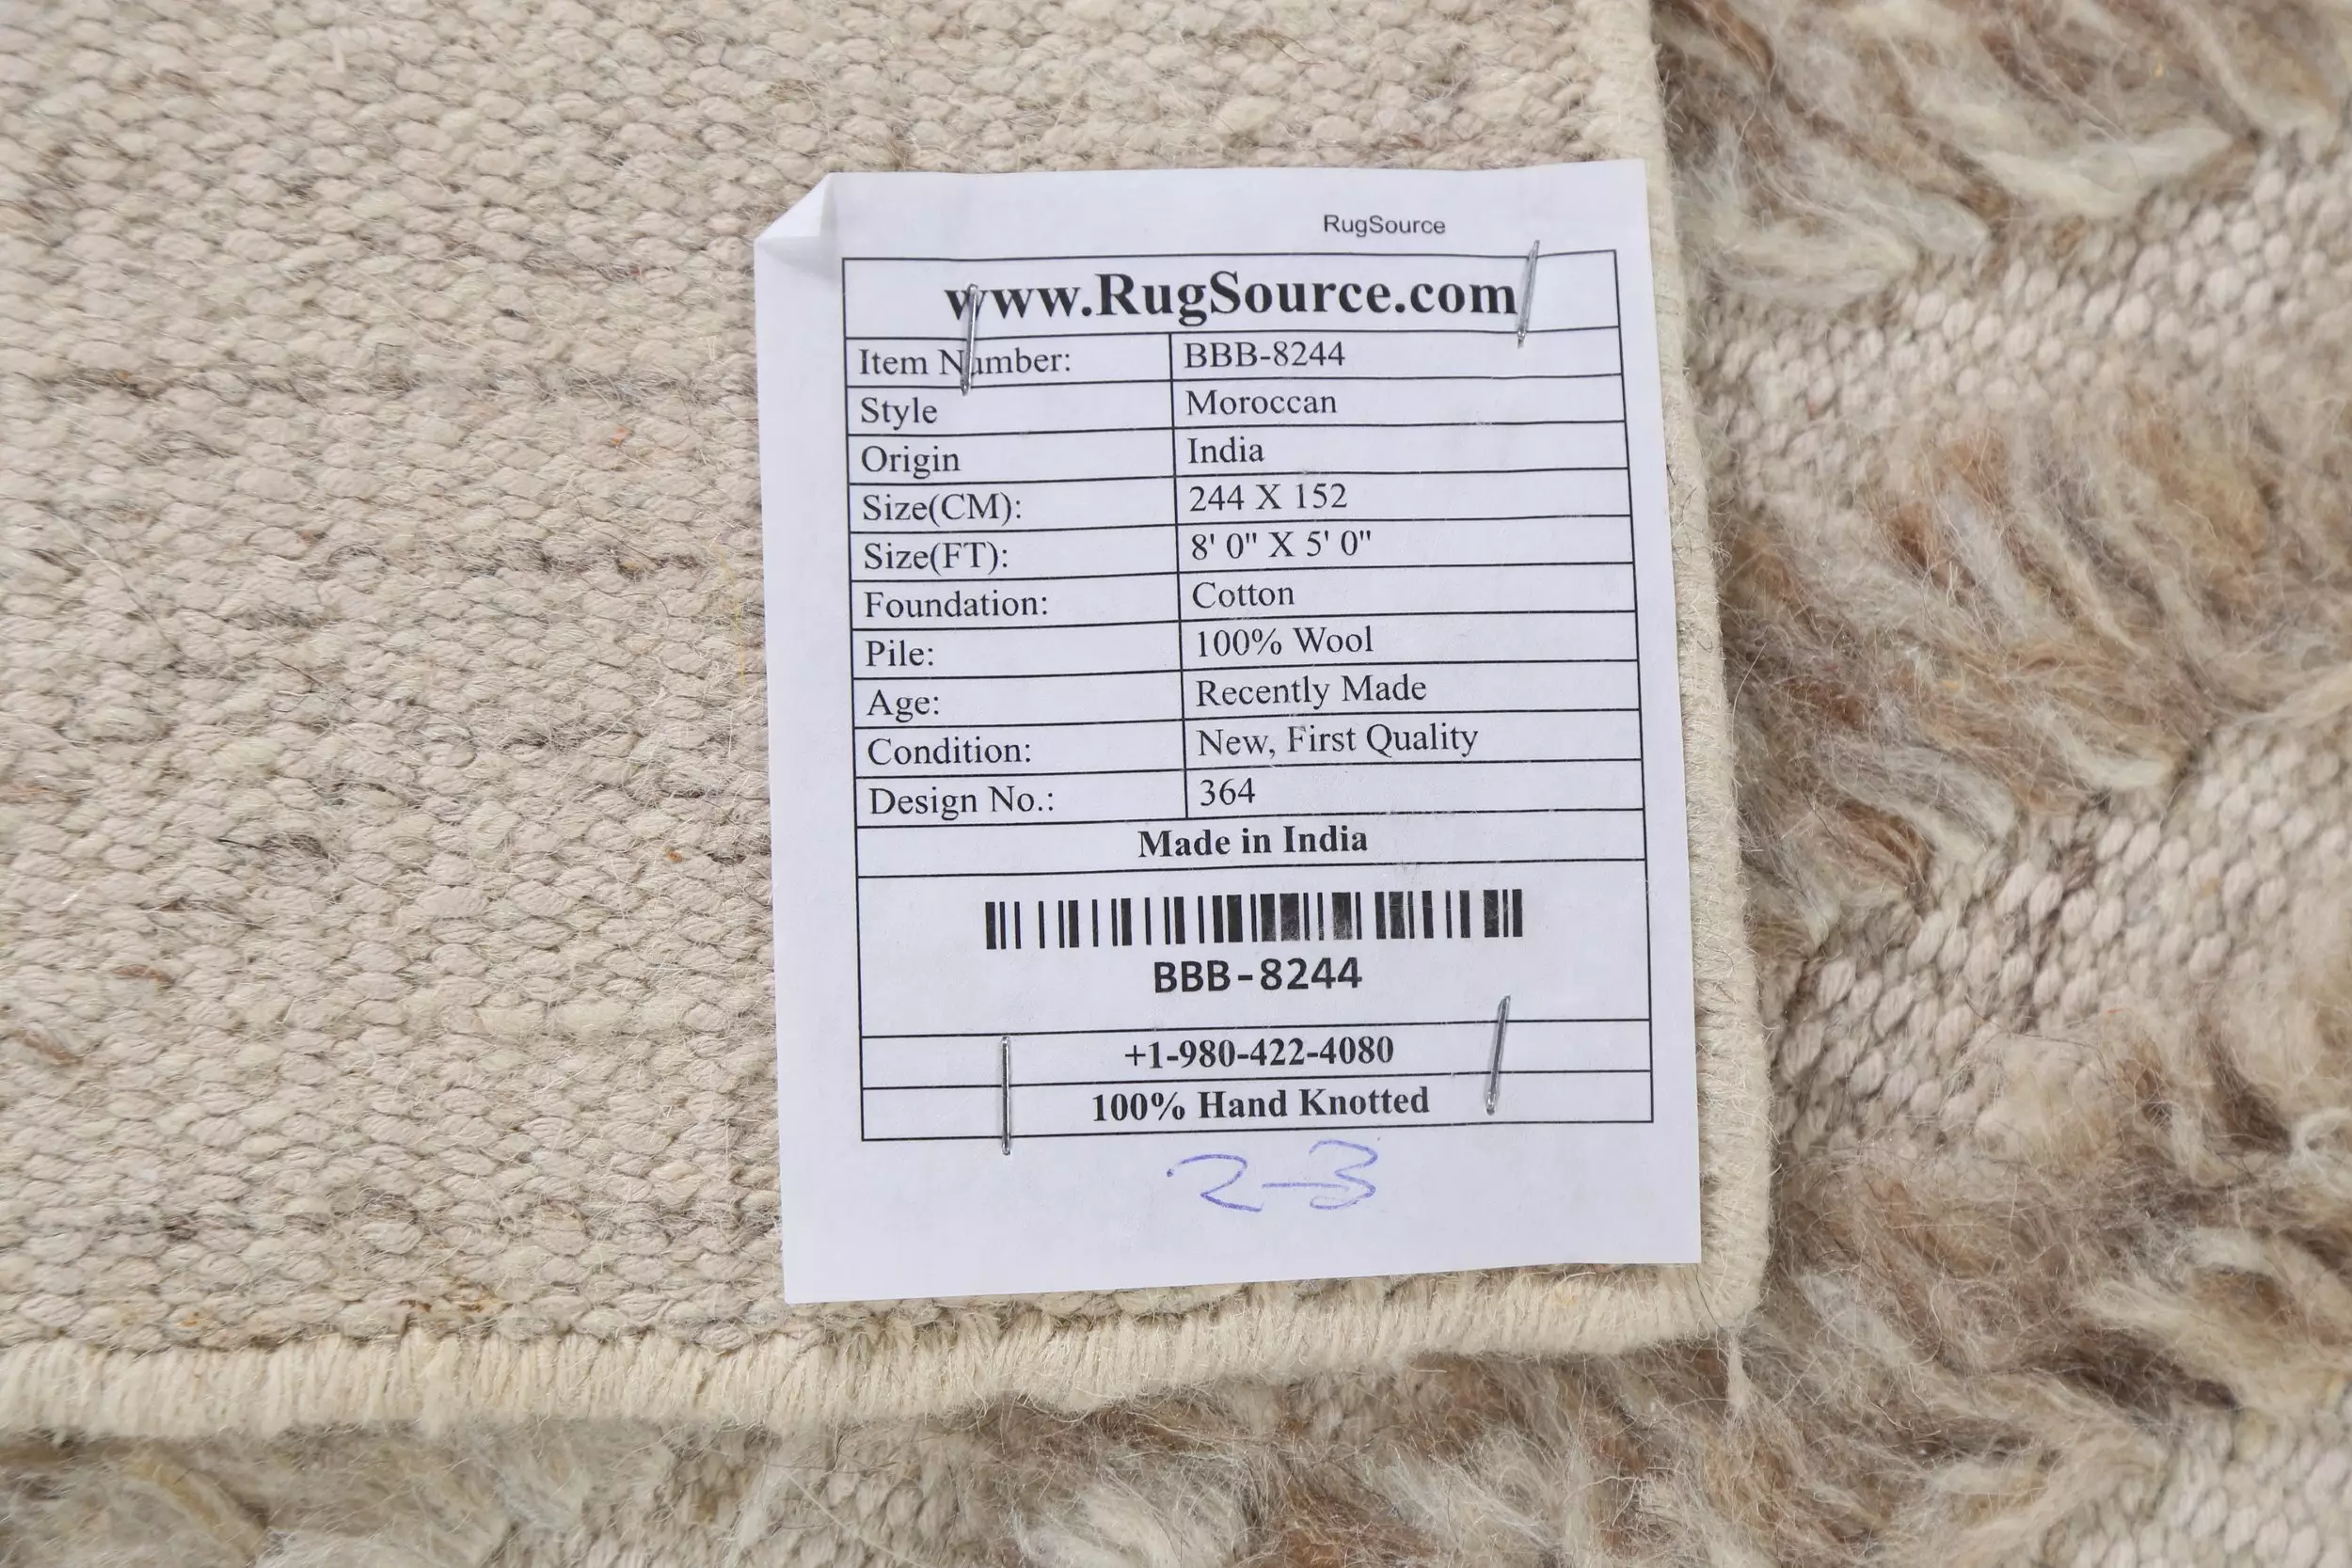 RugSource
www.RugSource.com
Item Number: BBB-8244
Style Moroccan
Origin India
Size(CM): 244 X 152
Size(FT): 8' 0" X 5' 0"
Foundation: Cotton
Pile: 100% Wool
Age: Recently Made
Condition: New, First Quality
Design No.: 364
Made in India
BBB-8244
+1-980-422-4080
100% Hand Knotted
2-3